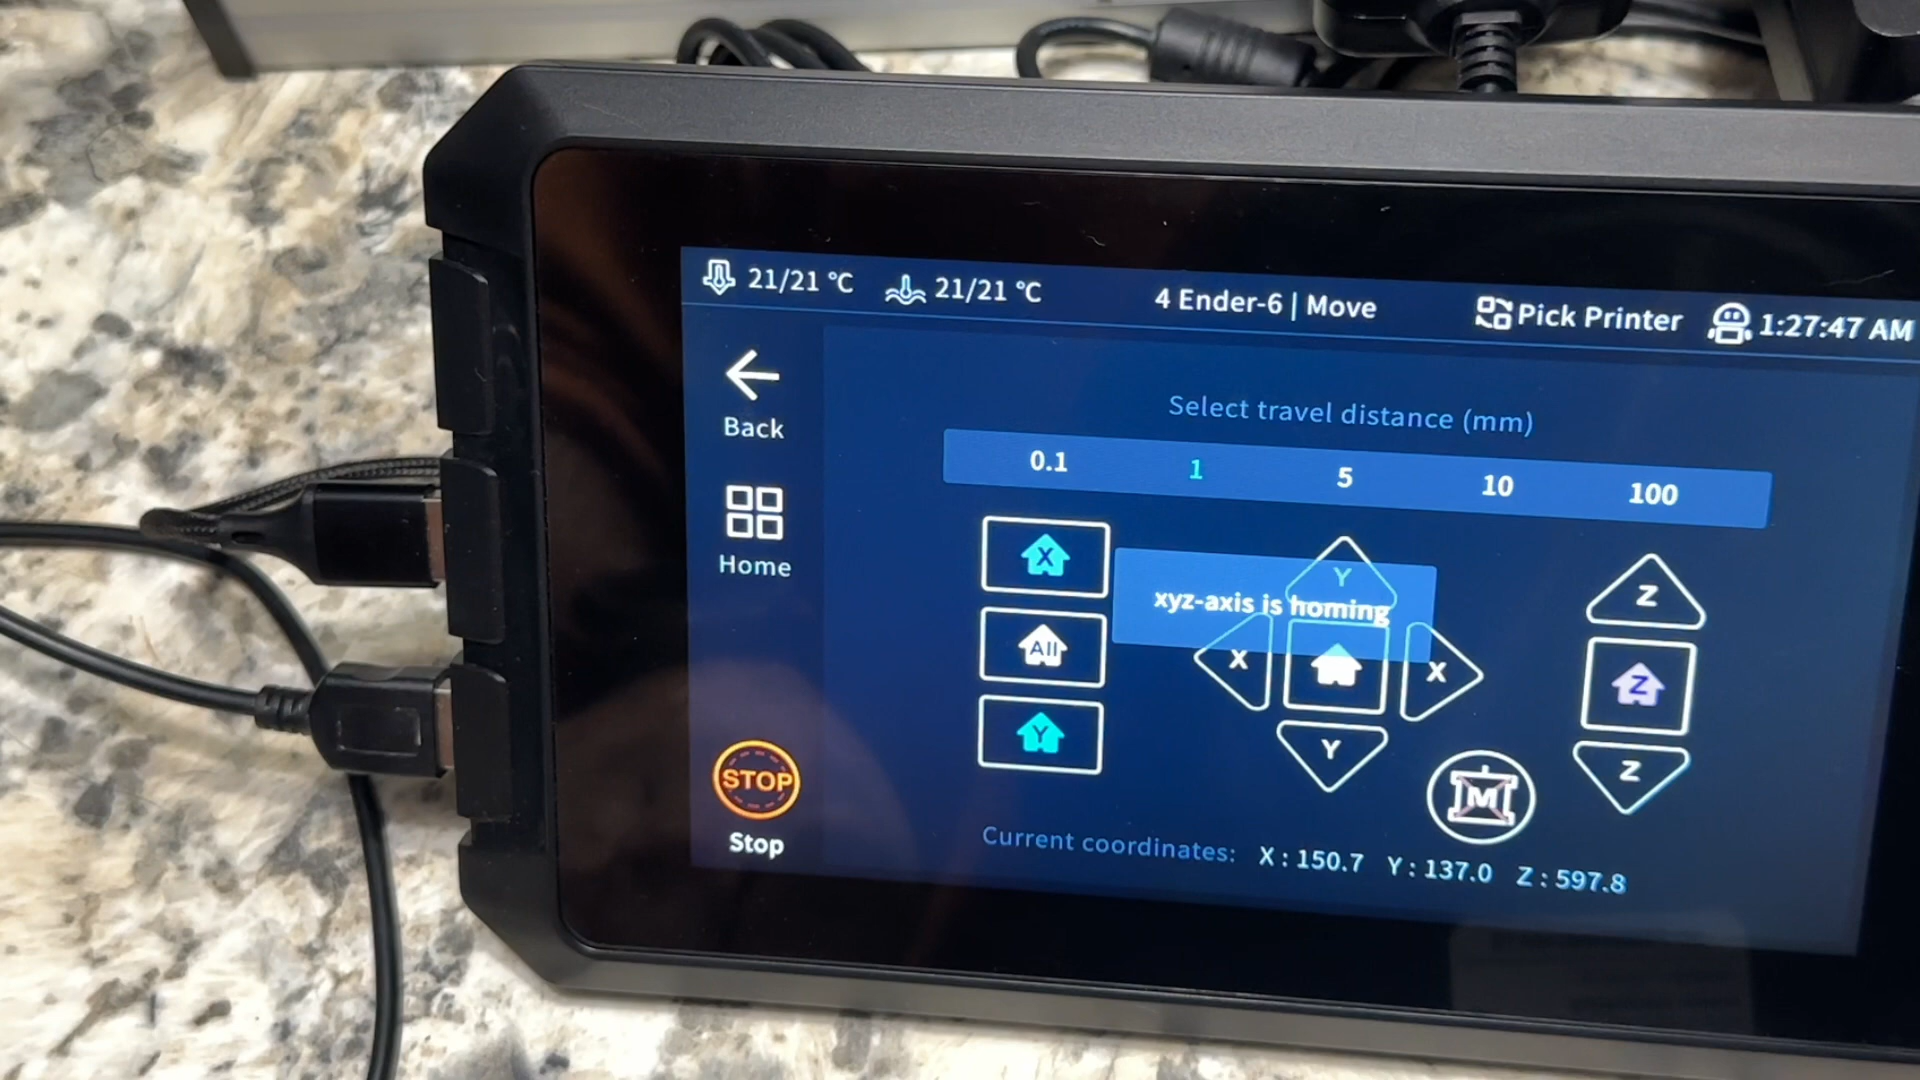 21/21 °C 21/21 °C 4 Ender-6 | Move Pick Printer 1:27:47 AM
Back
Select travel distance (mm)
0.1 1 5 10 100
Home
X
All
Y
xyz-axis is homing
Y
X X
Y
Z
Z
Z
M
STOP
Stop
Current coordinates: X : 150.7 Y : 137.0 Z : 597.8